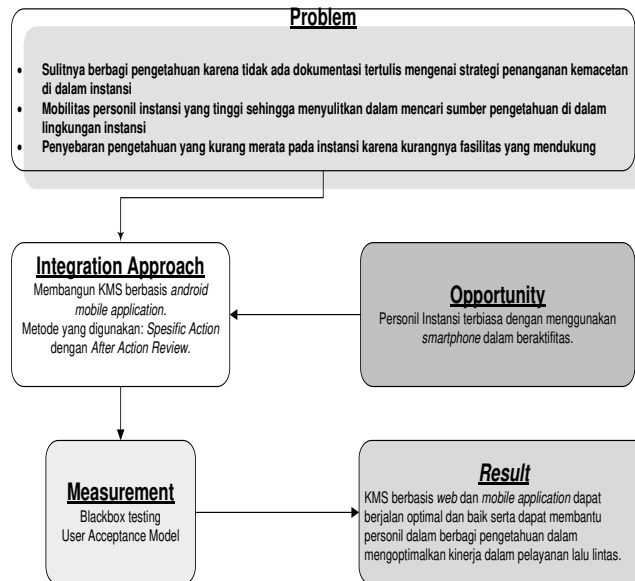 Problem
• Sulitnya berbagi pengetahuan karena tidak ada dokumentasi tertulis mengenai strategi penanganan kemacetan
di dalam instansi
• Mobilitas personil instansi yang tinggi sehingga menyulitkan dalam mencari sumber pengetahuan di dalam
lingkungan instansi
• Penyebaran pengetahuan yang kurang merata pada instansi karena kurangnya fasilitas yang mendukung
Integration Approach
Membangun KMS berbasis android
mobile application.
Metode yang digunakan: Spesific Action
dengan After Action Review.
Opportunity
Personil Instansi terbiasa dengan menggunakan
smartphone dalam beraktifitas.
Measurement
Blackbox testing
User Acceptance Model
Result
KMS berbasis web dan mobile application dapat
berjalan optimal dan baik serta dapat membantu
personil dalam berbagi pengetahuan dalam
mengoptimalkan kinerja dalam pelayanan lalu lintas.